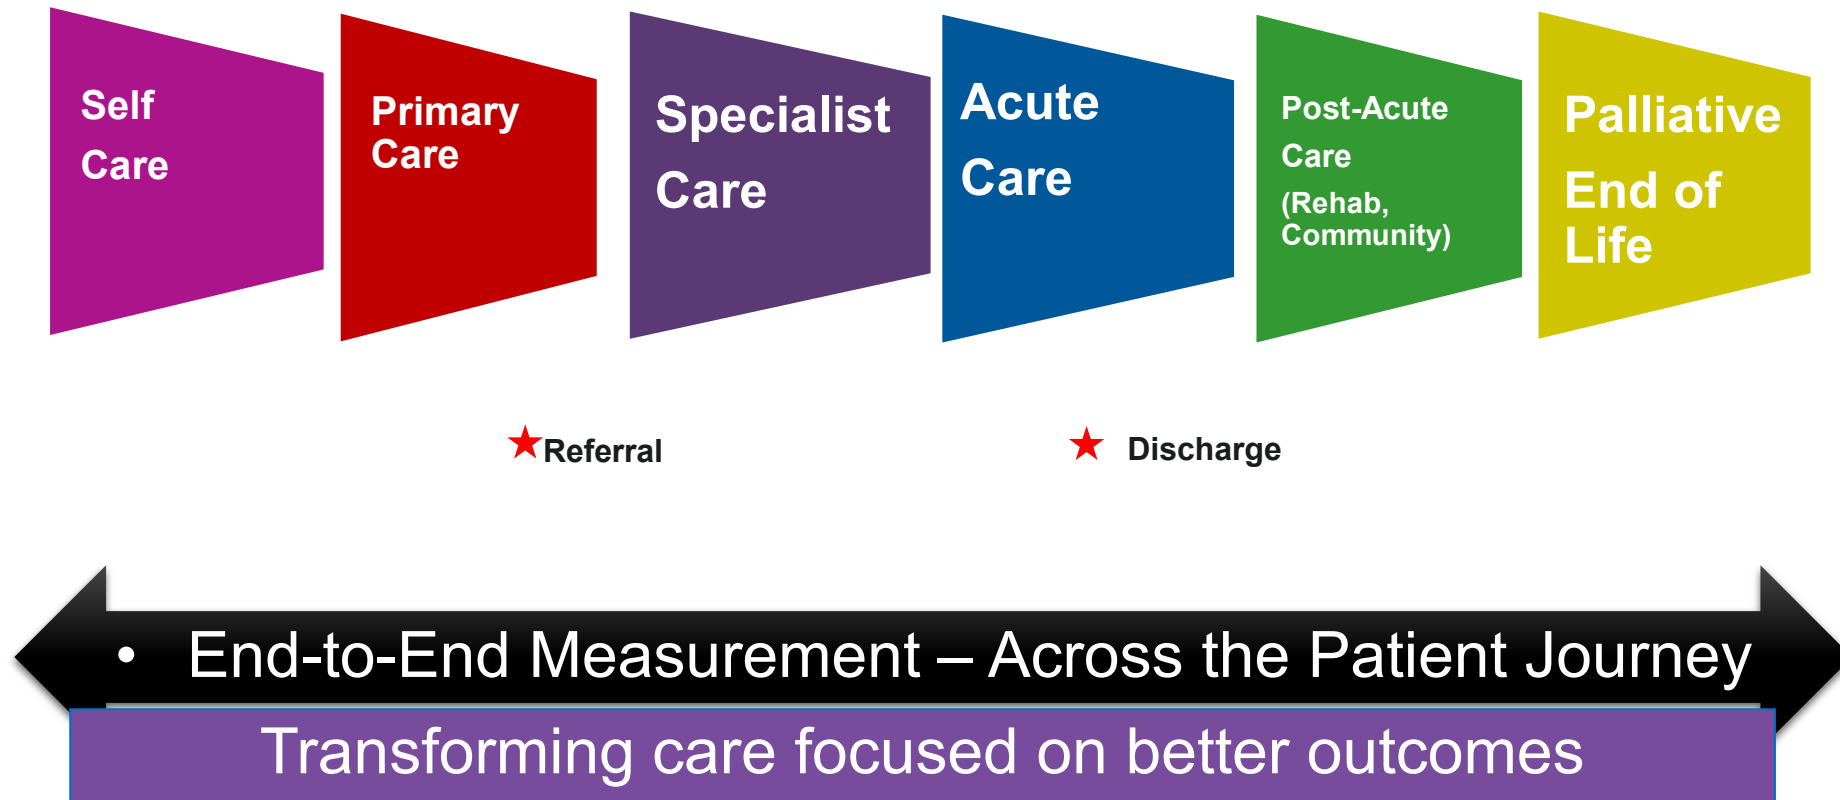 Self
Care
Primary
Care
Specialist
Care
Acute
Care
Post-Acute
Care
(Rehab,
Community)
Palliative
End of
Life
Referral
Discharge
• End-to-End Measurement – Across the Patient Journey
Transforming care focused on better outcomes